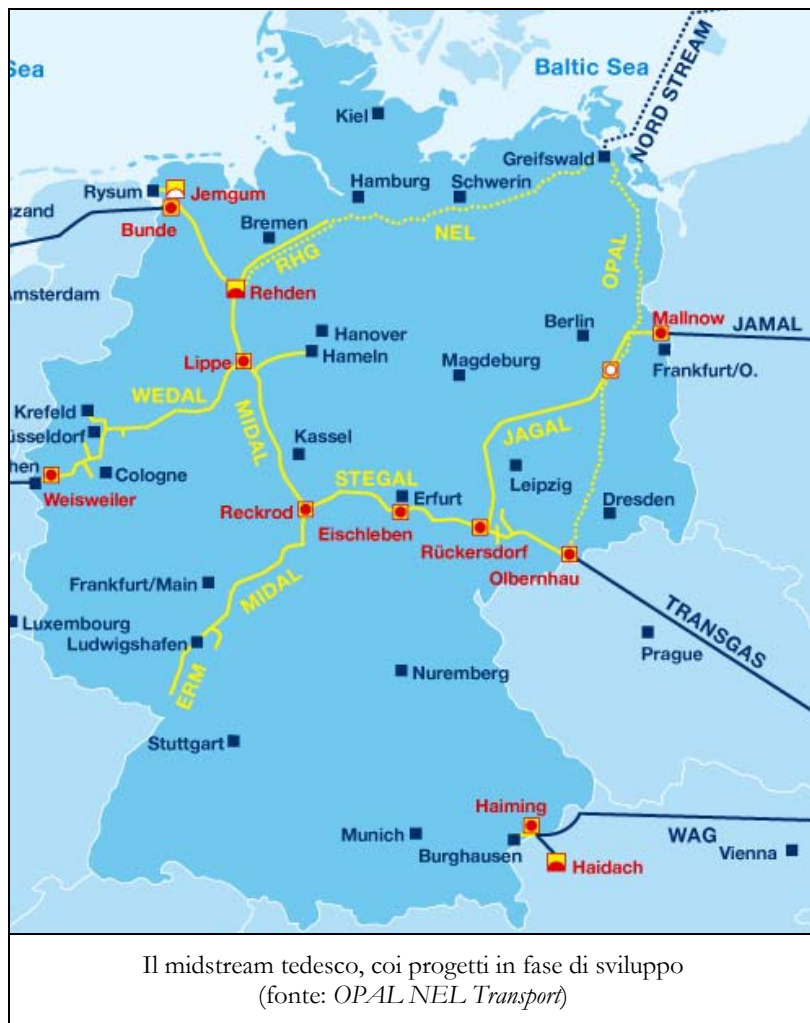 Sea
Baltic Sea
NORD STREAM
Kiel
Greifswald
Rysum
Jemgum
Hamburg
Schwerin
gzand
Bunde
Bremen
RHG
NEL
OPAL
Amsterdam
Rehden
Hanover
Berlin
Mallnow
JAMAL
Lippe
Hameln
Magdeburg
Frankfurt/O.
WEDAL
Krefeld
MIDAL
JAGAL
üsseldorf
Kassel
hen
Cologne
STEGAL
Leipzig
Weisweiler
Erfurt
Dresden
Reckrod
Eischleben
Rückersdorf
Olbernhau
Frankfurt/Main
MIDAL
TRANSGAS
Luxembourg
Prague
Ludwigshafen
ERM
Nuremberg
Stuttgart
Haiming
Munich
WAG
Burghausen
Haidach
Vienna
Il midstream tedesco, coi progetti in fase di sviluppo
(fonte: OPAL NEL Transport)